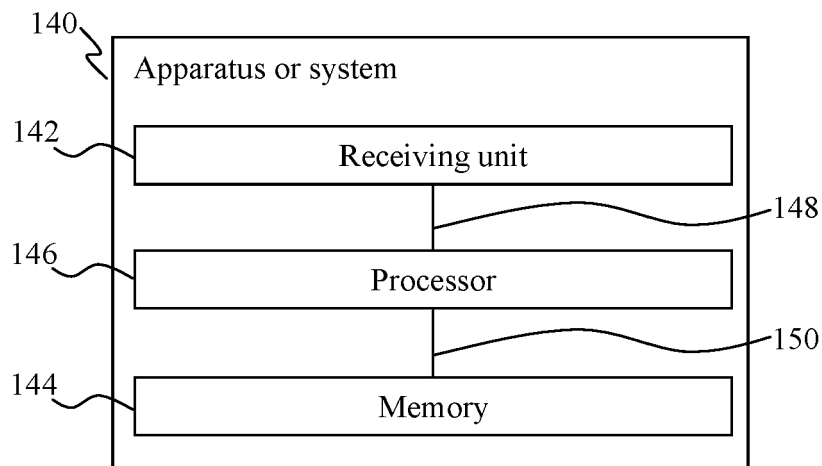 140
Apparatus or system
142
Receiving unit
148
146
Processor
150
144
Memory